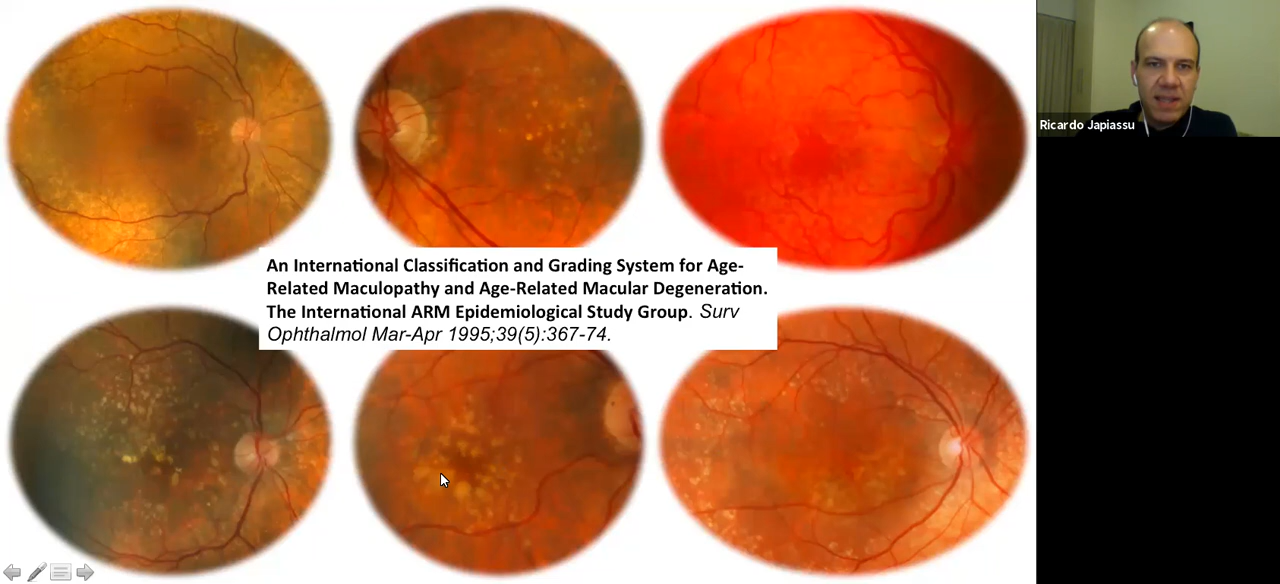 Ricardo Japiassu
An International Classification and Grading System for Age-
Related Maculopathy and Age-Related Macular Degeneration.
The International ARM Epidemiological Study Group. Surv
Ophthalmol Mar-Apr 1995;39(5):367-74.